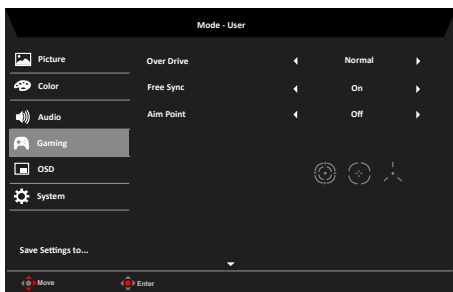 Mode - User
Picture
Over Drive Normal
Color
Free Sync On
Audio
Aim Point Off
Gaming
OSD
System
Save Settings to...
Move Enter